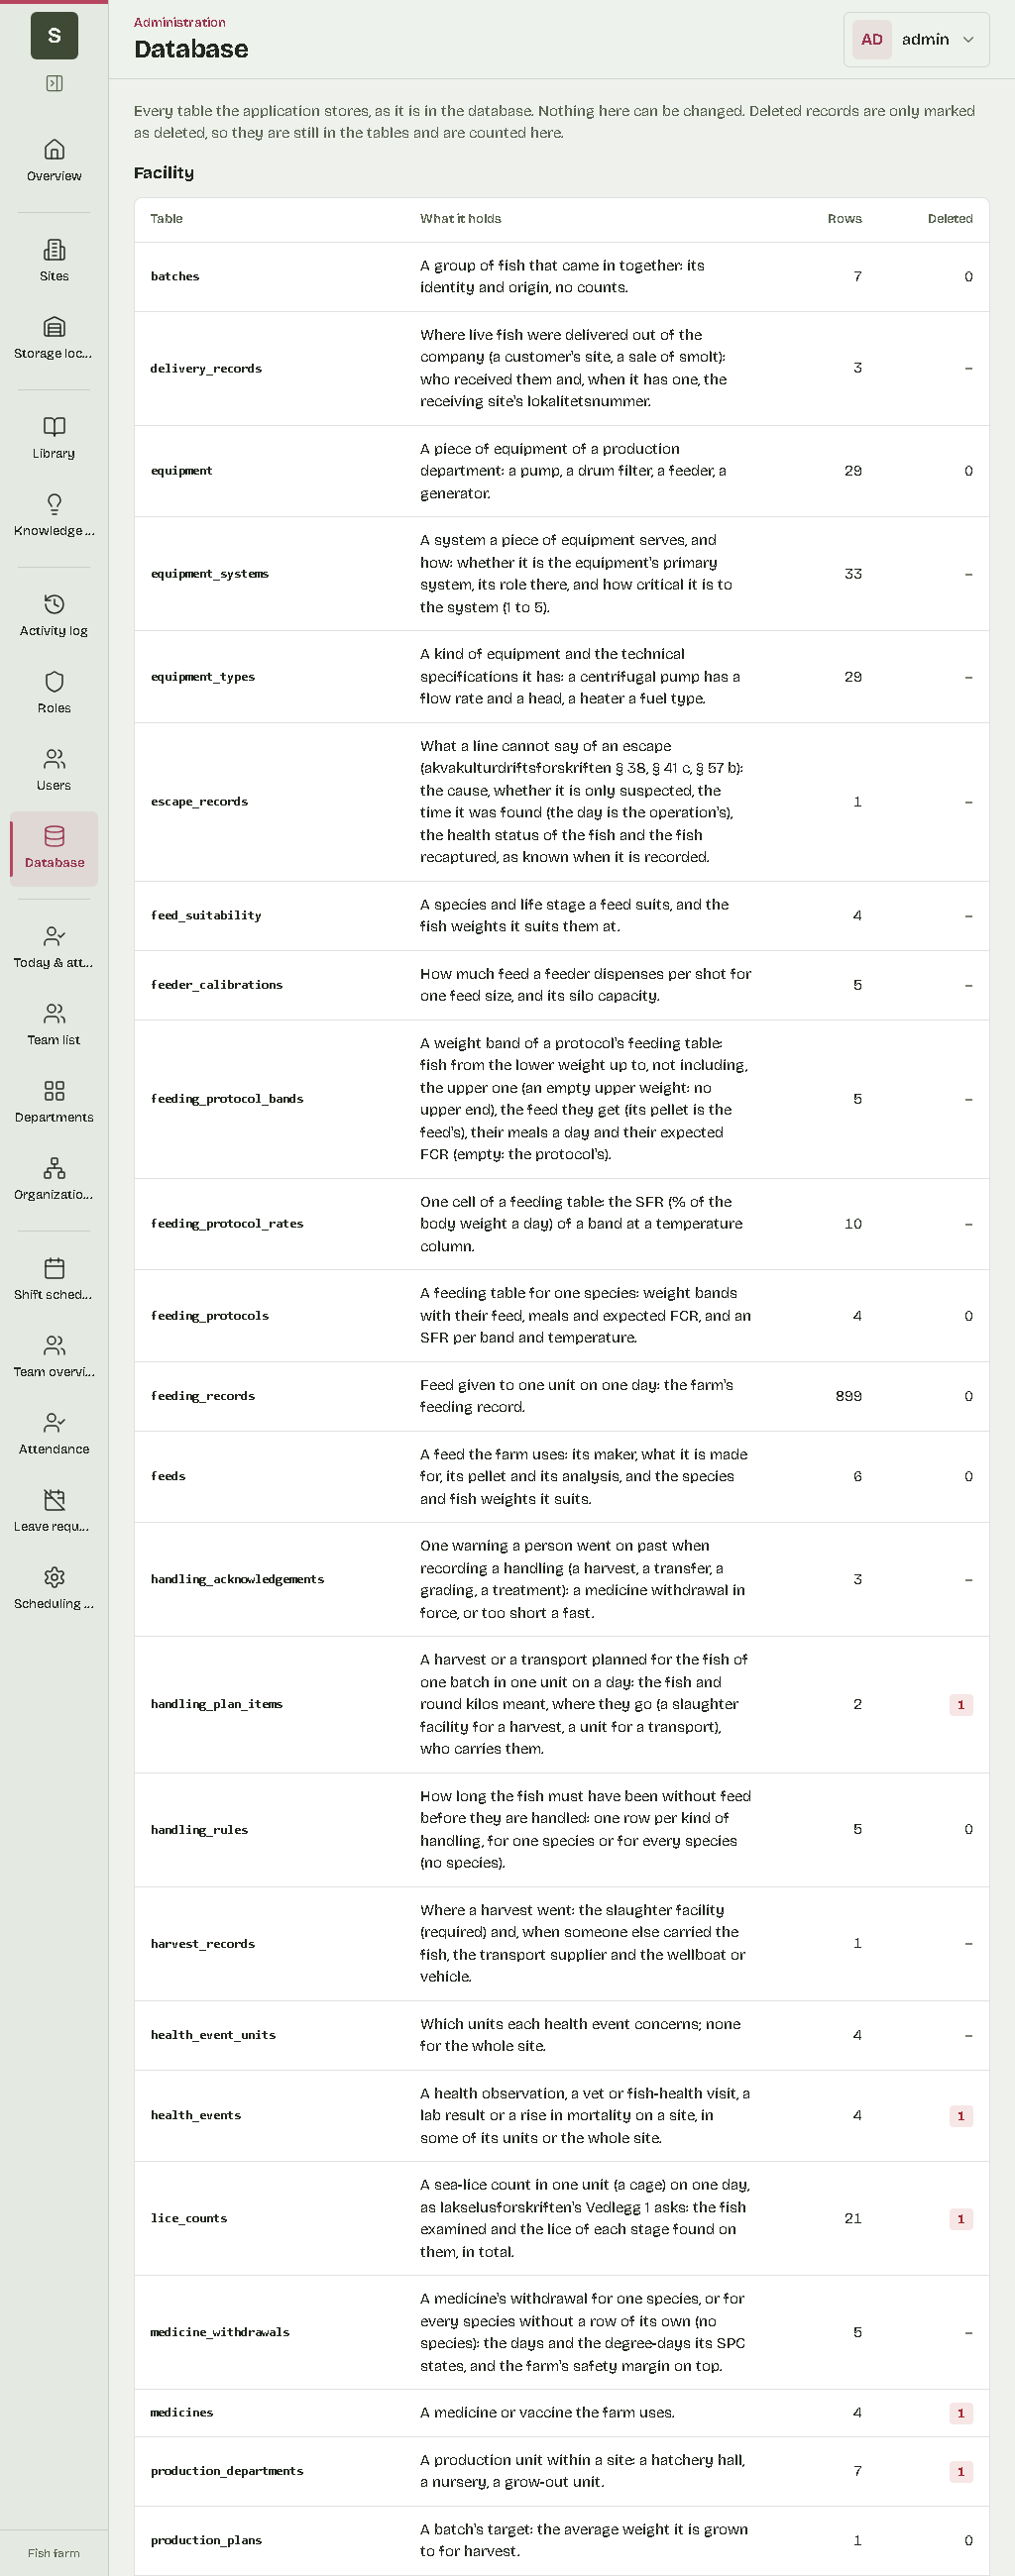 S
Administration
Database
AD admin
Overview
Sites
Storage loc...
Library
Knowledge ...
Activity log
Roles
Users
Database
Today & att...
Team list
Departments
Organizatio...
Shift sched...
Team overvi...
Attendance
Leave requ...
Scheduling ...
Fish farm
Every table the application stores, as it is in the database. Nothing here can be changed. Deleted records are only marked
as deleted, so they are still in the tables and are counted here.
Facility
Table What it holds Rows Deleted
batches 7 0
A group of fish that came in together: its
identity and origin, no counts.
delivery_records 3 –
Where live fish were delivered out of the
company (a customer's site, a sale of smolt):
who received them and, when it has one, the
receiving site's lokalitetsnummer.
equipment 29 0
A piece of equipment of a production
department: a pump, a drum filter, a feeder, a
generator.
equipment_systems 33 –
A system a piece of equipment serves, and
how: whether it is the equipment's primary
system, its role there, and how critical it is to
the system (1 to 5).
equipment_types 29 –
A kind of equipment and the technical
specifications it has: a centrifugal pump has a
flow rate and a head, a heater a fuel type.
escape_records 1 –
What a line cannot say of an escape
(akvakulturdriftsforskriften § 38, § 41 c, § 57 b):
the cause, whether it is only suspected, the
time it was found (the day is the operation's),
the health status of the fish and the fish
recaptured, as known when it is recorded.
feed_suitability 4 –
A species and life stage a feed suits, and the
fish weights it suits them at.
feeder_calibrations 5 –
How much feed a feeder dispenses per shot for
one feed size, and its silo capacity.
feeding_protocol_bands 5 –
A weight band of a protocol's feeding table:
fish from the lower weight up to, not including,
the upper one (an empty upper weight: no
upper end), the feed they get (its pellet is the
feed's), their meals a day and their expected
FCR (empty: the protocol's).
feeding_protocol_rates 10 –
One cell of a feeding table: the SFR (% of the
body weight a day) of a band at a temperature
column.
feeding_protocols 4 0
A feeding table for one species: weight bands
with their feed, meals and expected FCR, and an
SFR per band and temperature.
feeding_records 899 0
Feed given to one unit on one day: the farm's
feeding record.
feeds 6 0
A feed the farm uses: its maker, what it is made
for, its pellet and its analysis, and the species
and fish weights it suits.
handling_acknowledgements 3 –
One warning a person went on past when
recording a handling (a harvest, a transfer, a
grading, a treatment): a medicine withdrawal in
force, or too short a fast.
handling_plan_items 2 1
A harvest or a transport planned for the fish of
one batch in one unit on a day: the fish and
round kilos meant, where they go (a slaughter
facility for a harvest, a unit for a transport),
who carries them.
handling_rules 5 0
How long the fish must have been without feed
before they are handled: one row per kind of
handling, for one species or for every species
(no species).
harvest_records 1 –
Where a harvest went: the slaughter facility
(required) and, when someone else carried the
fish, the transport supplier and the wellboat or
vehicle.
health_event_units 4 –
Which units each health event concerns; none
for the whole site.
health_events 4 1
A health observation, a vet or fish-health visit, a
lab result or a rise in mortality on a site, in
some of its units or the whole site.
lice_counts 21 1
A sea-lice count in one unit (a cage) on one day,
as lakselusforskriften's Vedlegg 1 asks: the fish
examined and the lice of each stage found on
them, in total.
medicine_withdrawals 5 –
A medicine's withdrawal for one species, or for
every species without a row of its own (no
species): the days and the degree-days its SPC
states, and the farm's safety margin on top.
medicines 4 1
A medicine or vaccine the farm uses.
production_departments 7 1
A production unit within a site: a hatchery hall,
a nursery, a grow-out unit.
production_plans 1 0
A batch's target: the average weight it is grown
to for harvest.